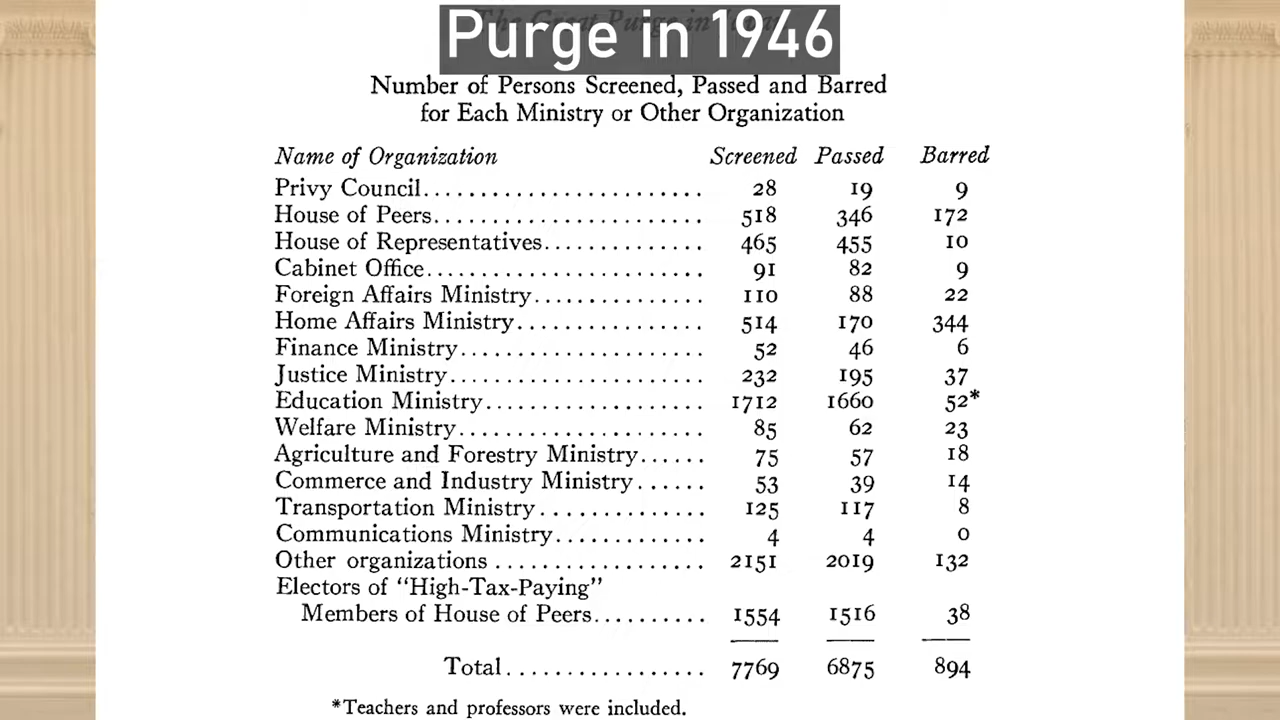 Purge in 1946
Number of Persons Screened, Passed and Barred
for Each Ministry or Other Organization
Name of Organization Screened Passed Barred
Privy Council........................ 28 19 9
House of Peers....................... 518 346 172
House of Representatives............. 465 455 10
Cabinet Office........................ 91 82 9
Foreign Affairs Ministry.............. 110 88 22
Home Affairs Ministry................ 514 170 344
Finance Ministry..................... 52 46 6
Justice Ministry...................... 232 195 37
Education Ministry................... 1712 1660 52*
Welfare Ministry..................... 85 62 23
Agriculture and Forestry Ministry...... 75 57 18
Commerce and Industry Ministry...... 53 39 14
Transportation Ministry.............. 125 117 8
Communications Ministry............. 4 4 0
Other organizations .................. 2151 2019 132
Electors of "High-Tax-Paying"
Members of House of Peers.......... 1554 1516 38
Total.................. 7769 6875 894
*Teachers and professors were included.